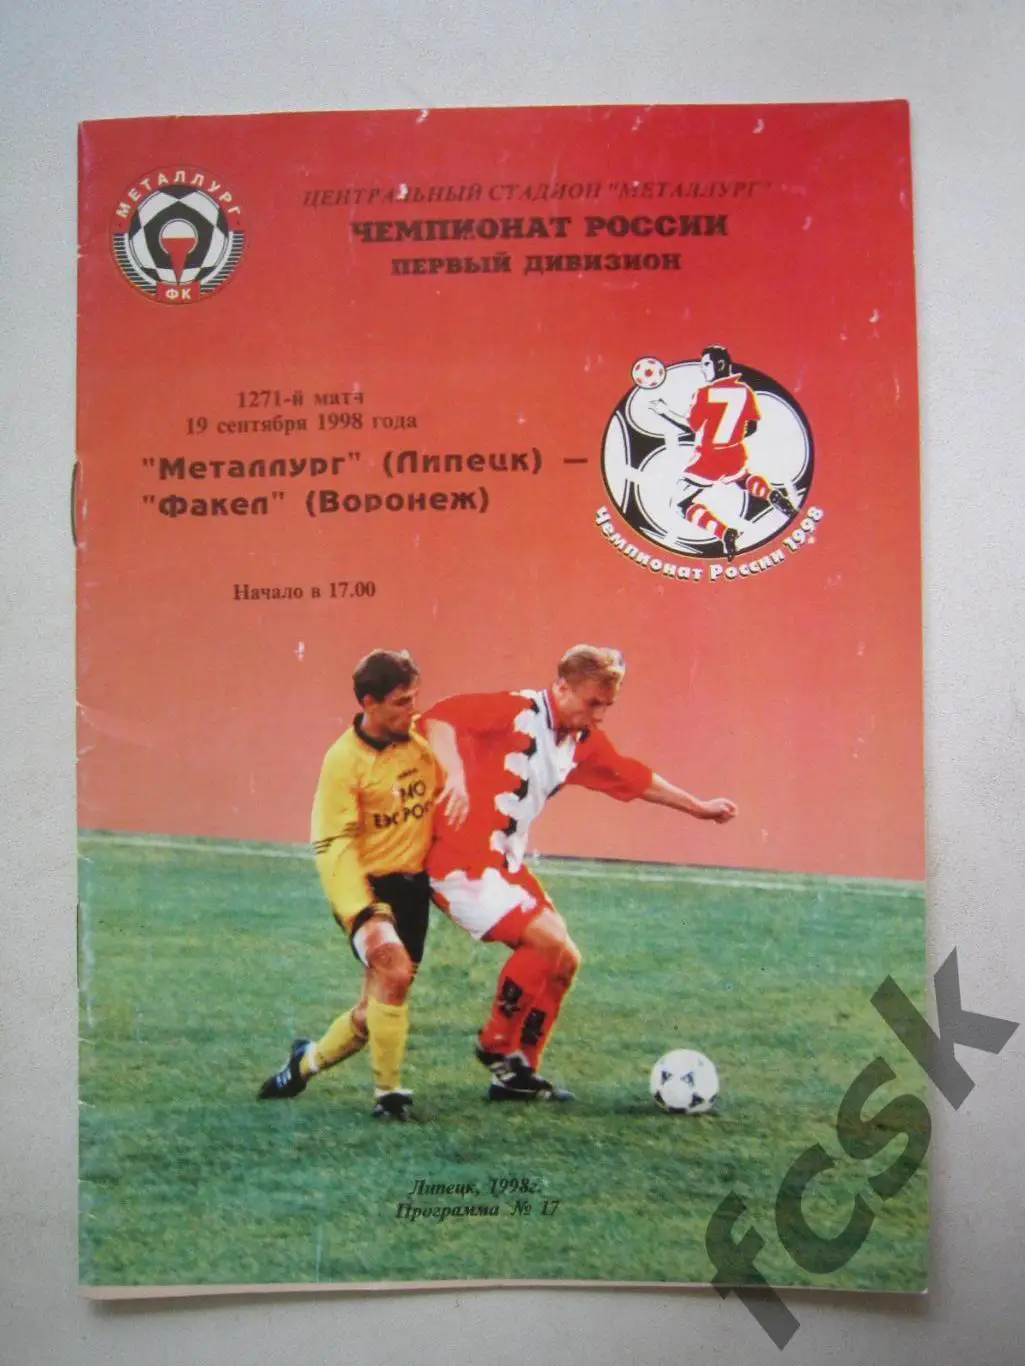 МЕТАЛЛУРГ
ФК
ЦЕНТРАЛЬНЫЙ СТАДИОН "МЕТАЛЛУРГ"
ЧЕМПИОНАТ РОССИИ
ПЕРВЫЙ ДИВИЗИОН
1271-й матч
19 сентября 1998 года
"Металлург" (Липецк) –
"Факел" (Воронеж)
7
Чемпионат России 1998
Начало в 17.00
Липецк, 1998г.
Программа № 17
fcsk